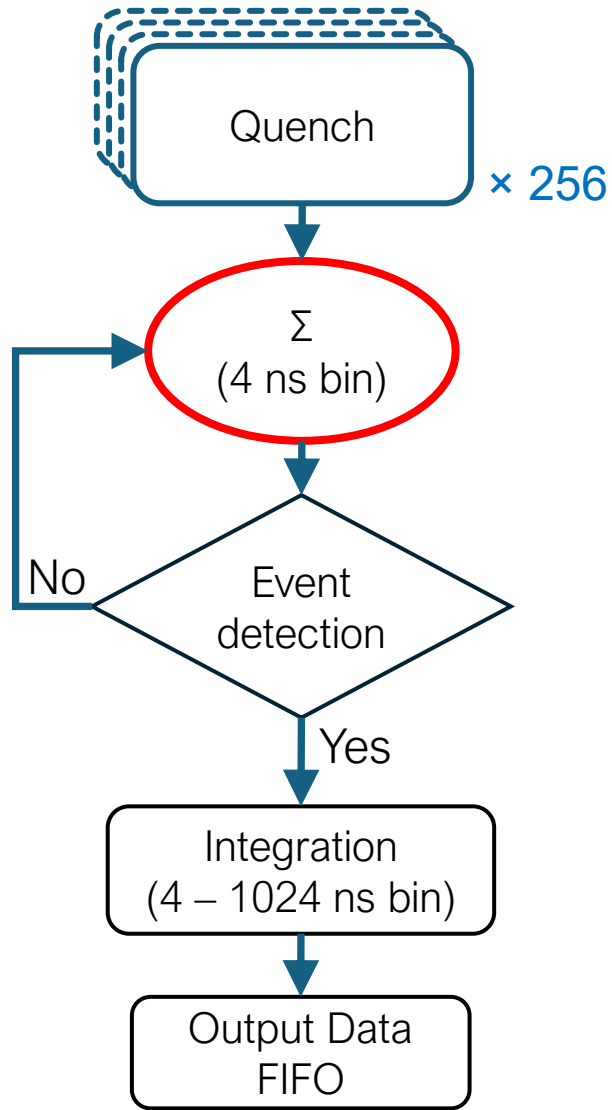 Quench
× 256
Σ
(4 ns bin)
Event
detection
No
Yes
Integration
(4 – 1024 ns bin)
Output Data
FIFO